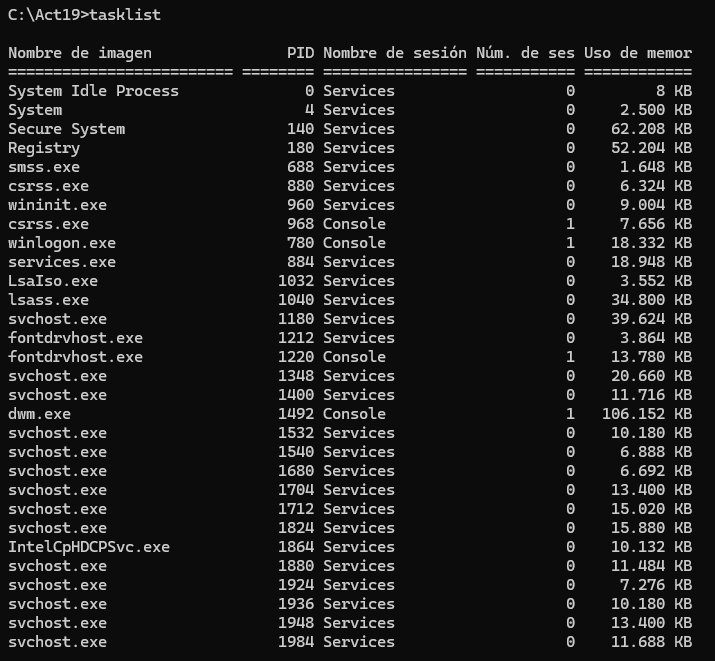 C:\Act19>tasklist
Nombre de imagen                     PID Nombre de sesión Núm. de ses Uso de memor
========================= ======== ================ =========== ============
System Idle Process                0 Services                   0         8 KB
System                             4 Services                   0     2.500 KB
Secure System                    140 Services                   0    62.208 KB
Registry                         180 Services                   0    52.204 KB
smss.exe                         688 Services                   0     1.648 KB
csrss.exe                        880 Services                   0     6.324 KB
wininit.exe                      960 Services                   0     9.004 KB
csrss.exe                        968 Console                    1     7.656 KB
winlogon.exe                     780 Console                    1    18.332 KB
services.exe                     884 Services                   0    18.948 KB
LsaIso.exe                      1032 Services                   0     3.552 KB
lsass.exe                       1040 Services                   0    34.800 KB
svchost.exe                     1180 Services                   0    39.624 KB
fontdrvhost.exe                 1212 Services                   0     3.864 KB
fontdrvhost.exe                 1220 Console                    1    13.780 KB
svchost.exe                     1348 Services                   0    20.660 KB
svchost.exe                     1400 Services                   0    11.716 KB
dwm.exe                         1492 Console                    1   106.152 KB
svchost.exe                     1532 Services                   0    10.180 KB
svchost.exe                     1540 Services                   0     6.888 KB
svchost.exe                     1680 Services                   0     6.692 KB
svchost.exe                     1704 Services                   0    13.400 KB
svchost.exe                     1712 Services                   0    15.020 KB
svchost.exe                     1824 Services                   0    15.880 KB
IntelCpHDCPSvc.exe              1864 Services                   0    10.132 KB
svchost.exe                     1880 Services                   0    11.484 KB
svchost.exe                     1924 Services                   0     7.276 KB
svchost.exe                     1936 Services                   0    10.180 KB
svchost.exe                     1948 Services                   0    13.400 KB
svchost.exe                     1984 Services                   0    11.688 KB